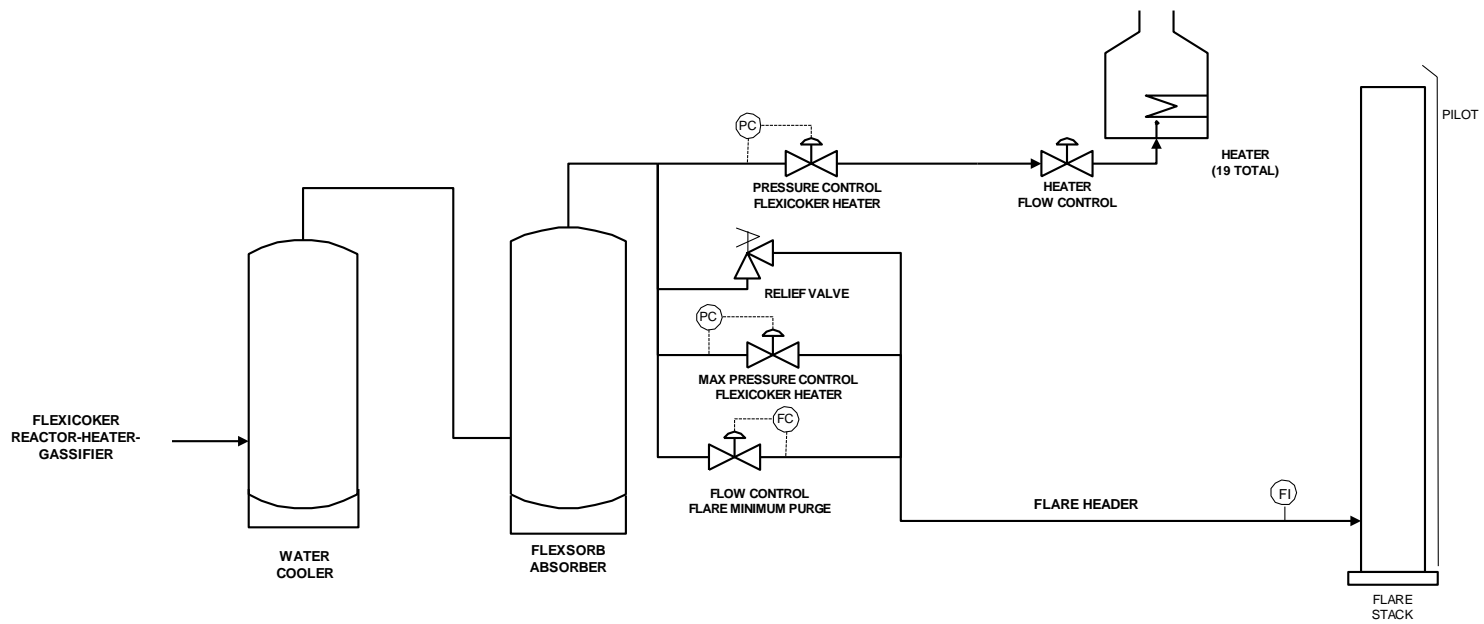 PILOT
PC
HEATER
(19 TOTAL)
PRESSURE CONTROL
FLEXICOKER HEATER
HEATER
FLOW CONTROL
RELIEF VALVE
PC
MAX PRESSURE CONTROL
FLEXICOKER HEATER
FC
FLEXICOKER
REACTOR-HEATER-
GASSIFIER
FLOW CONTROL
FLARE MINIMUM PURGE
FLARE HEADER
FI
WATER
COOLER
FLEXSORB
ABSORBER
FLARE
STACK